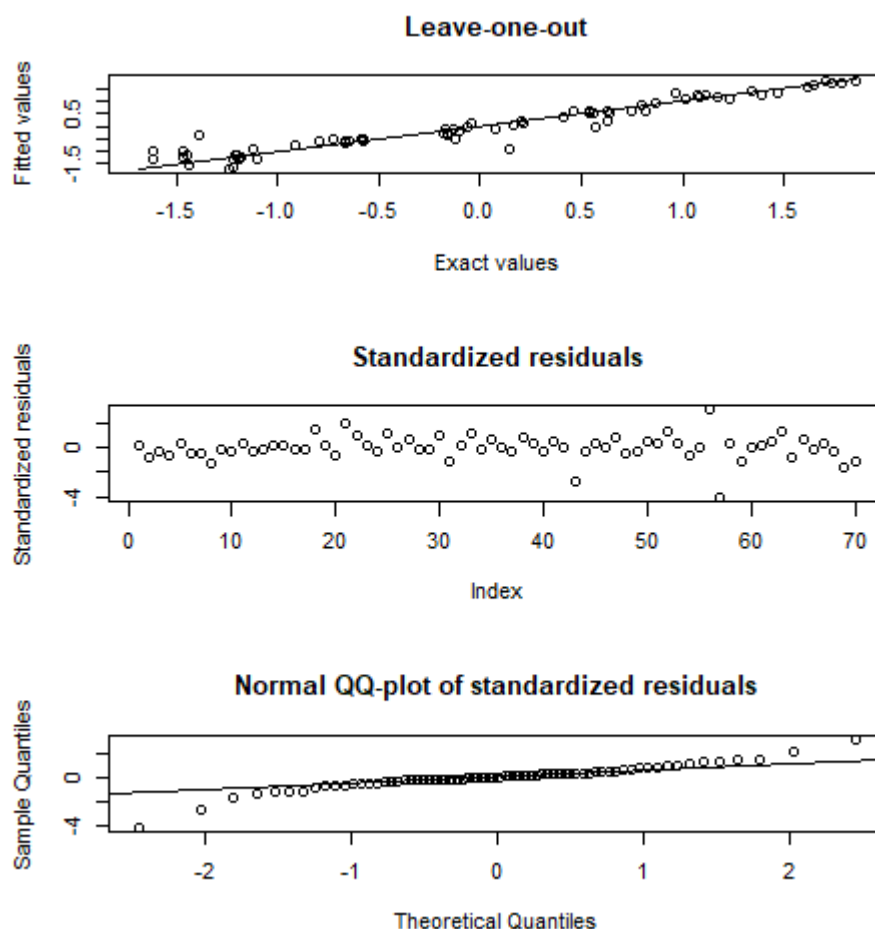 Leave-one-out
Fitted values
0.5
-1.5
-1.5 -1.0 -0.5 0.0 0.5 1.0 1.5
Exact values
Standardized residuals
Standardized residuals
0
-4
0 10 20 30 40 50 60 70
Index
Normal QQ-plot of standardized residuals
Sample Quantiles
0
-4
-2 -1 0 1 2
Theoretical Quantiles